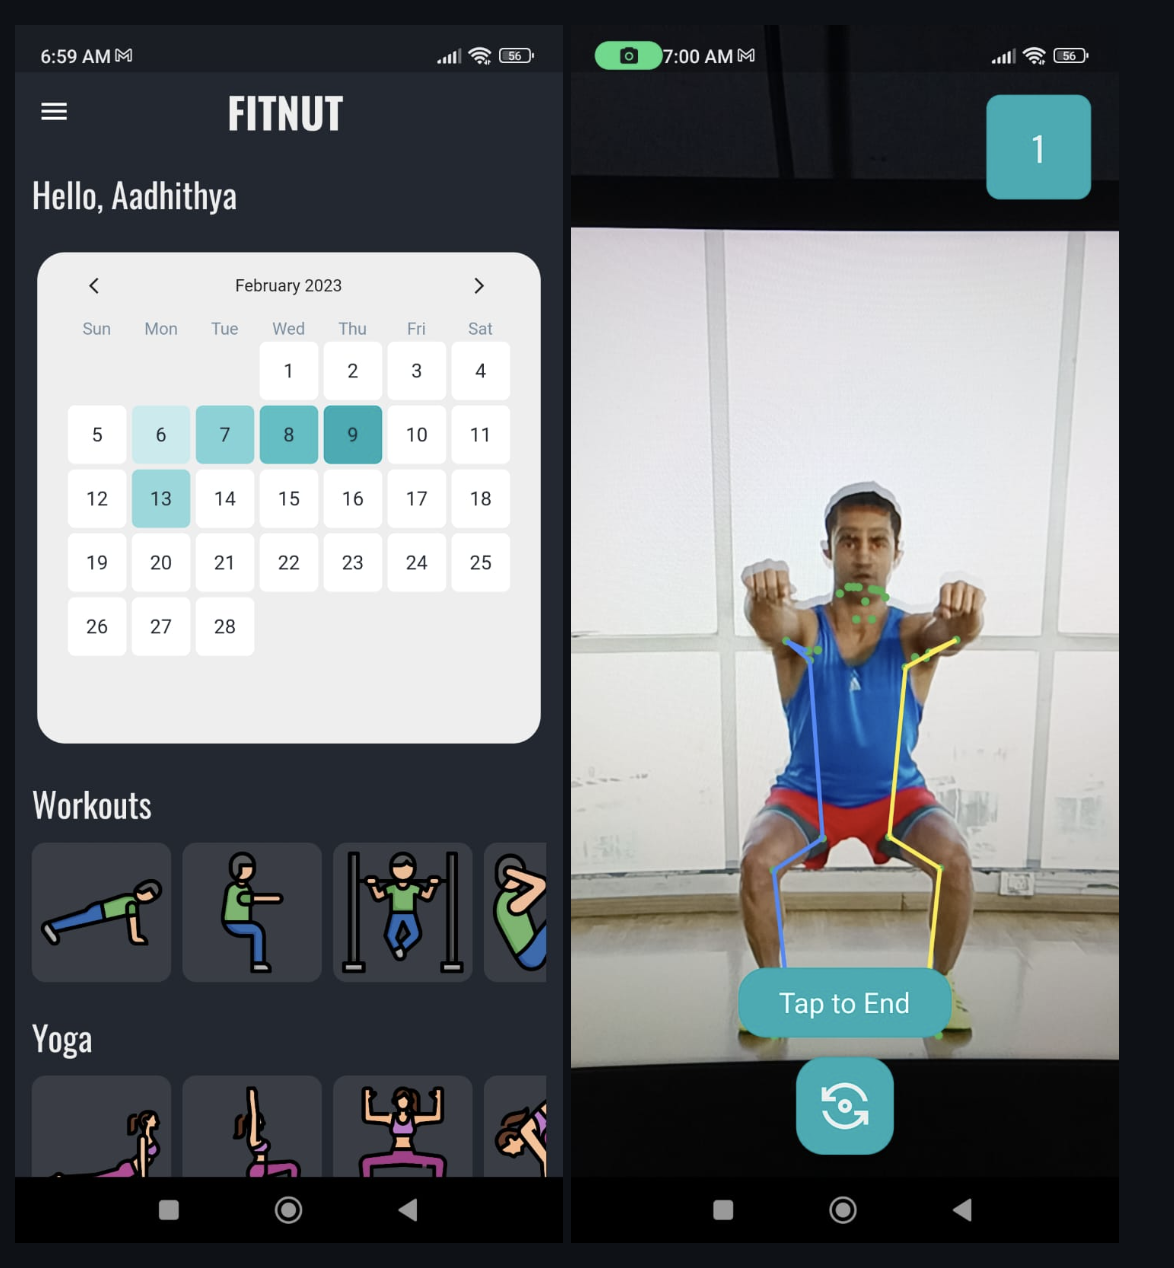 6:59 AM
56
FITNUT
Hello, Aadhithya
February 2023
Sun Mon Tue Wed Thu Fri Sat
1 2 3 4
5 6 7 8 9 10 11
12 13 14 15 16 17 18
19 20 21 22 23 24 25
26 27 28
Workouts
Yoga
7:00 AM
56
1
Tap to End